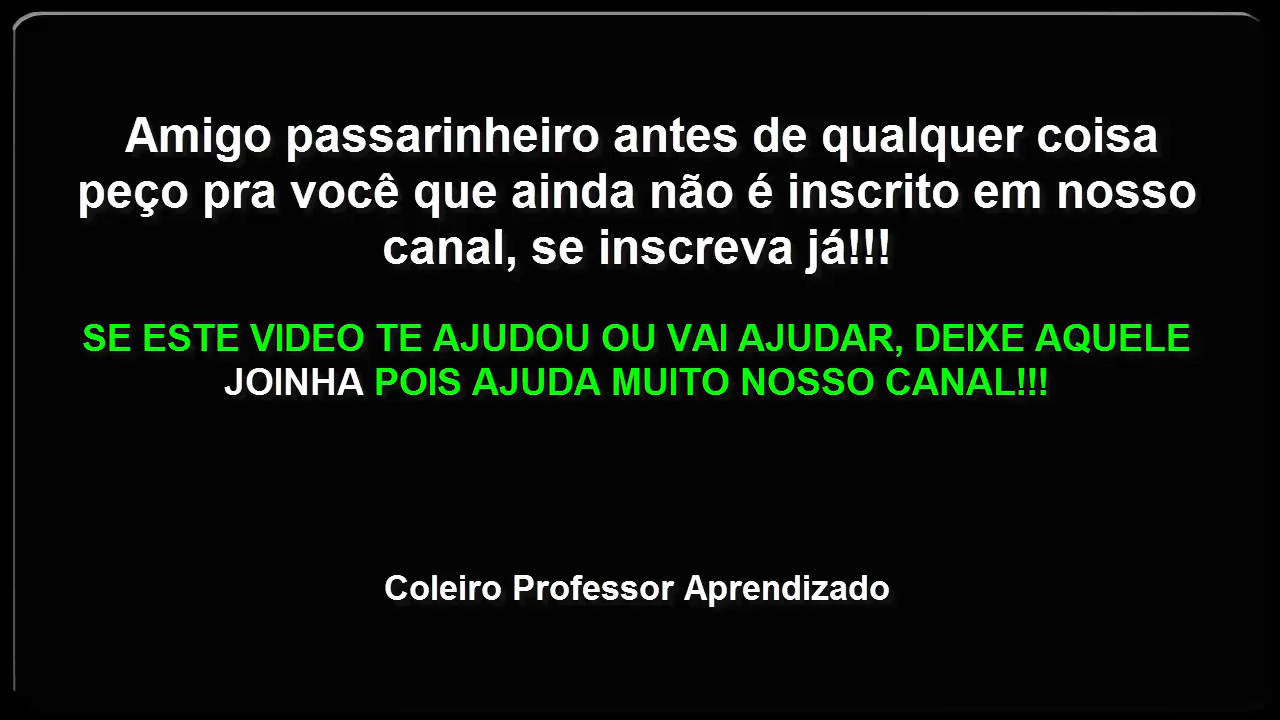 Amigo passarinheiro antes de qualquer coisa
peço pra você que ainda não é inscrito em nosso
canal, se inscreva já!!!
SE ESTE VIDEO TE AJUDOU OU VAI AJUDAR, DEIXE AQUELE
JOINHA POIS AJUDA MUITO NOSSO CANAL!!!
Coleiro Professor Aprendizado